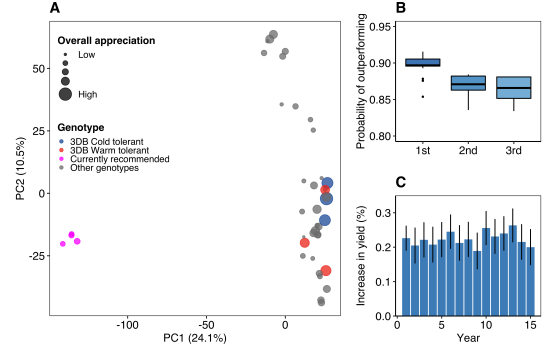 A
Overall appreciation
Low
High
Genotype
3DB Cold tolerant
3DB Warm tolerant
Currently recommended
Other genotypes
PC2 (10.5%)
50
25
0
-25
-100
-50
0
PC1 (24.1%)
B
Probability of outperforming
0.95
0.90
0.85
0.80
1st
2nd
3rd
C
Increase in yield (%)
0.3
0.2
0.1
0.0
0
5
10
15
Year